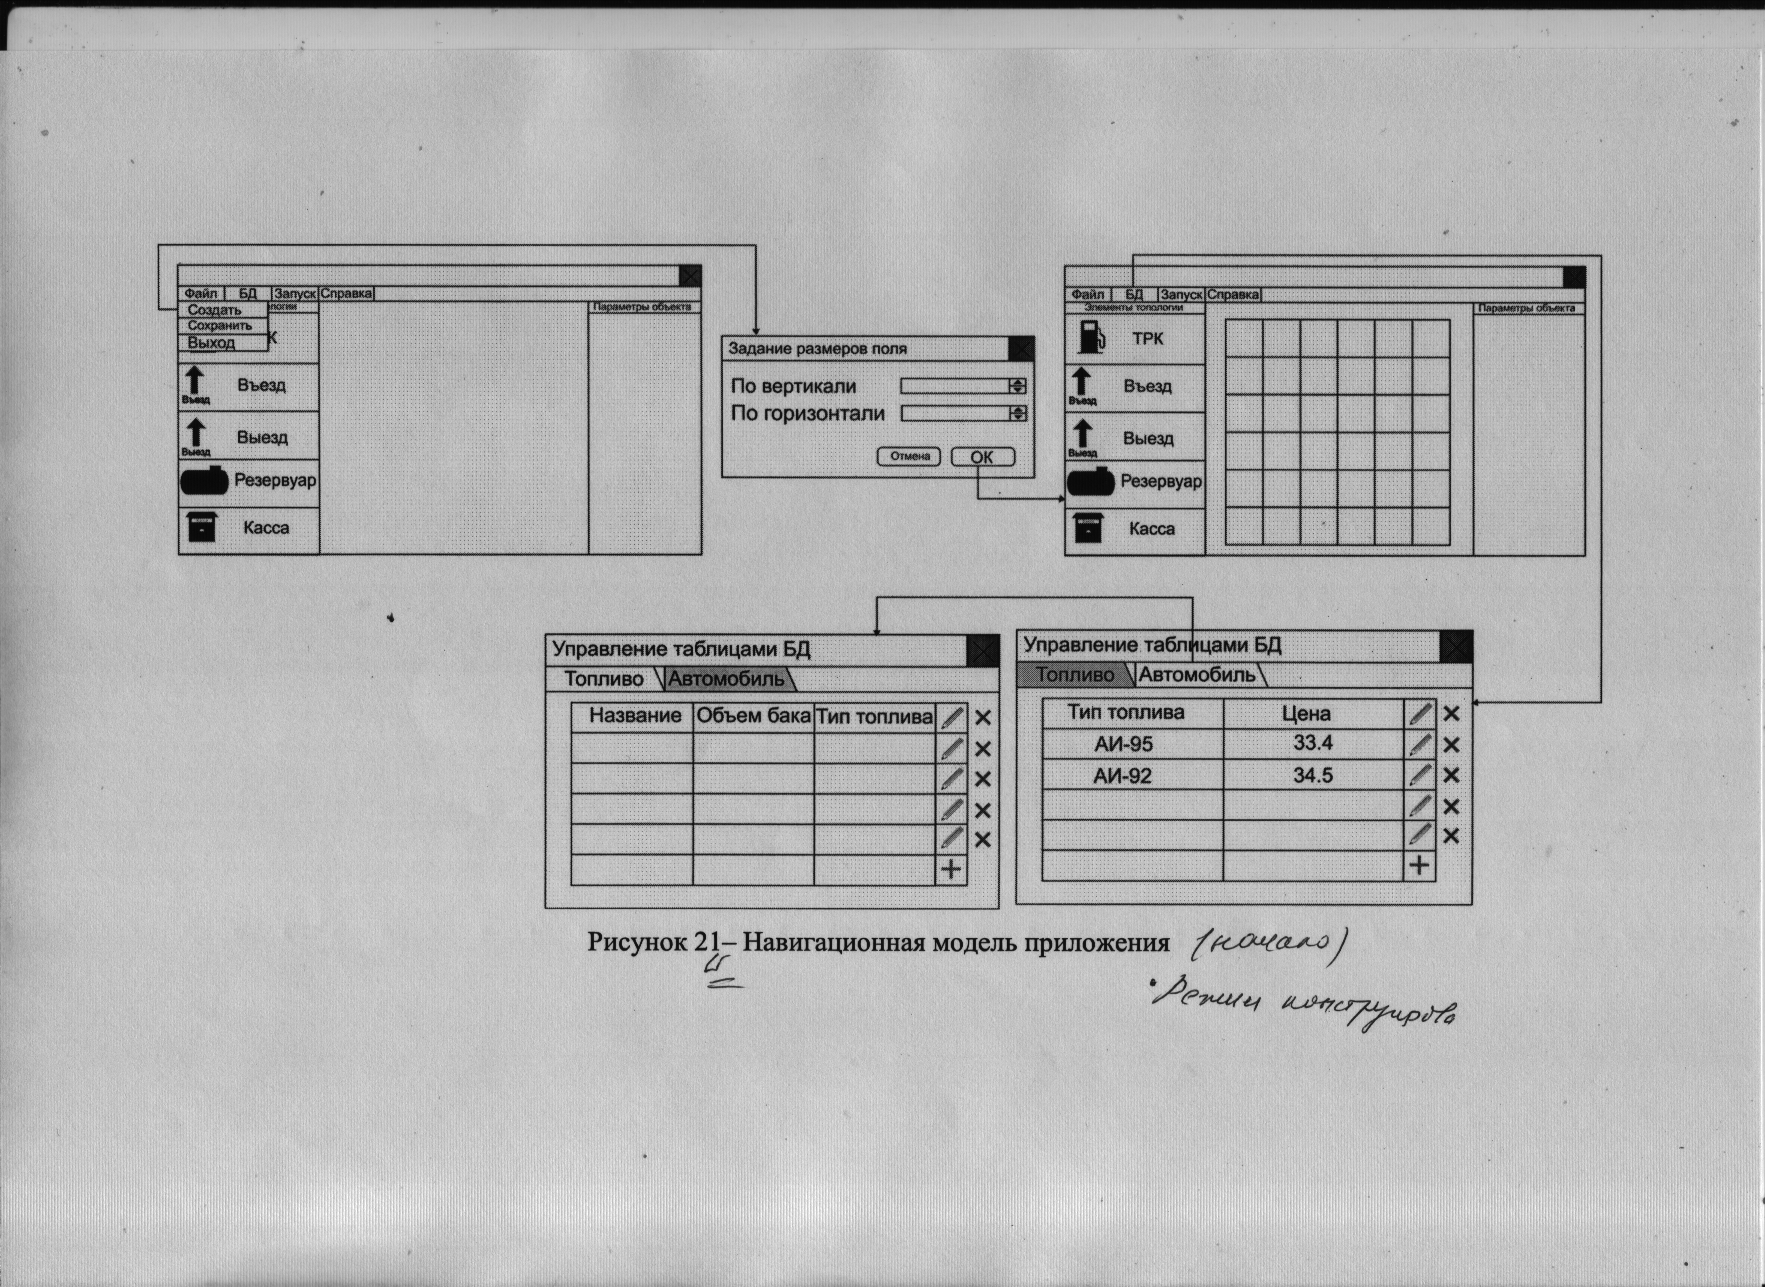 Файл БД Запуск Справка
Создать
Сохранить
Выход
логии
К
Въезд
Въезд
Выезд
Выезд
Резервуар
Касса
Параметры объекта
Задание размеров поля
По вертикали
По горизонтали
Отмена OK
Файл БД Запуск Справка
Элементы топологии
ТРК
Въезд
Въезд
Выезд
Выезд
Резервуар
Касса
Параметры объекта
Управление таблицами БД
Топливо Автомобиль
Название Объем бака Тип топлива
Управление таблицами БД
Топливо Автомобиль
Тип топлива Цена
АИ-95 33.4
АИ-92 34.5
Рисунок 21– Навигационная модель приложения (начало)
Режим конструирова